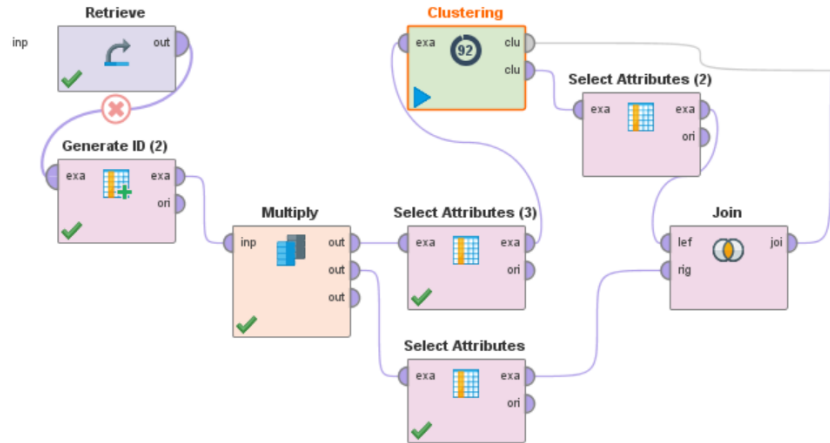 Retrieve
inp
out
Clustering
exa
92
clu
clu
Select Attributes (2)
exa
exa
ori
Generate ID (2)
exa
exa
ori
Multiply
inp
out
out
out
Select Attributes (3)
exa
exa
ori
Join
lef
joi
rig
Select Attributes
exa
exa
ori